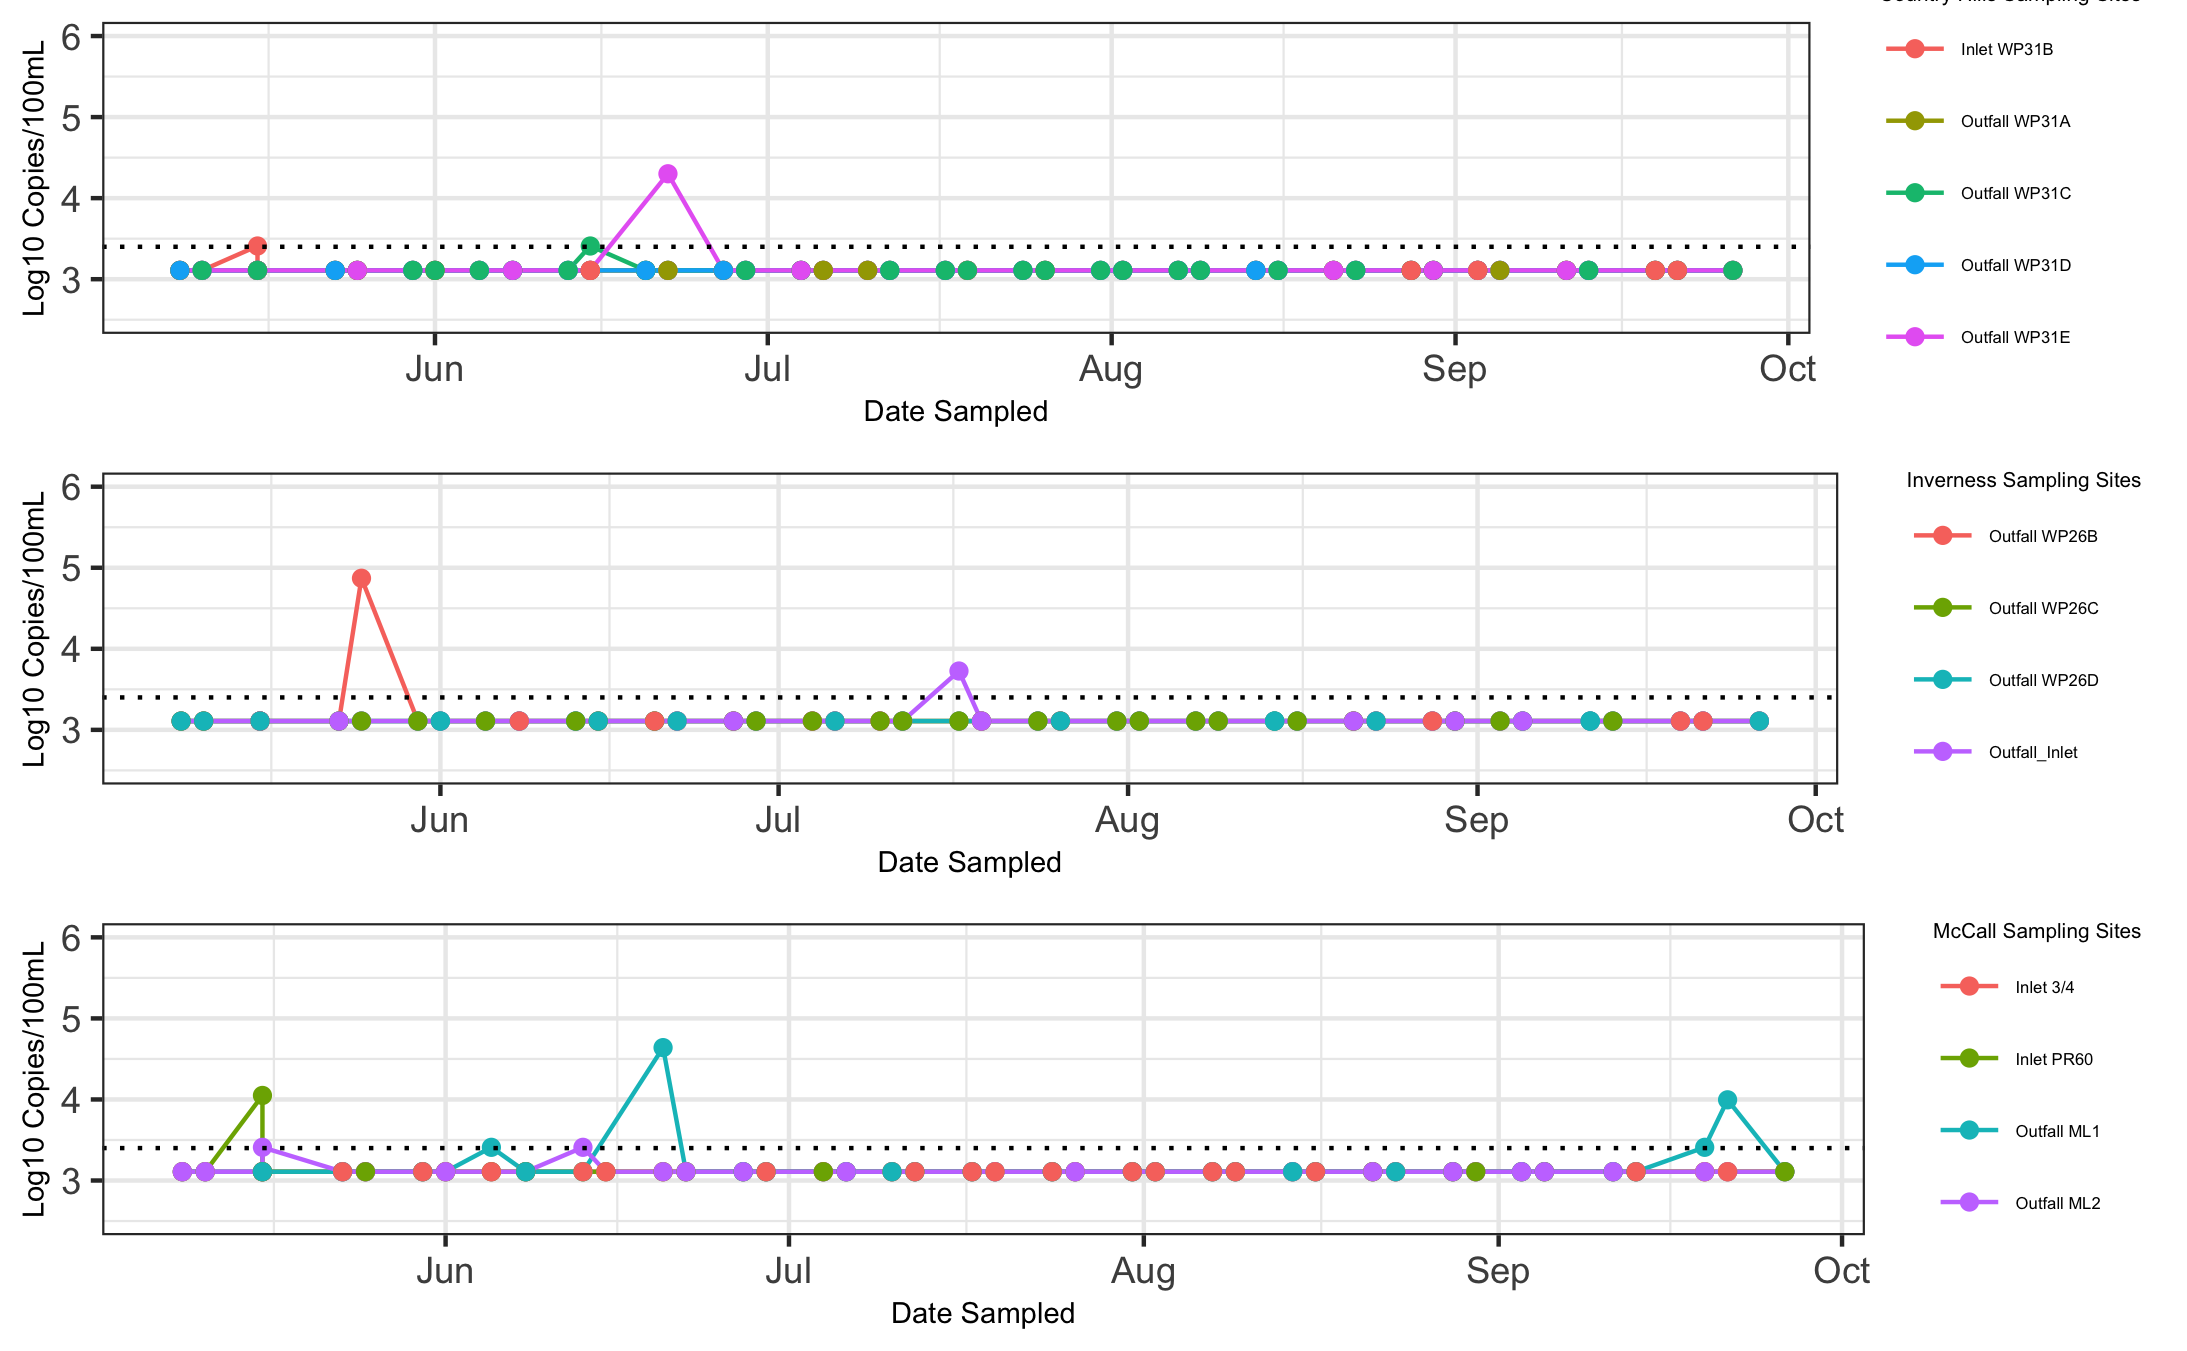 Country Hills Sampling Sites
Log10 Copies/100mL
6
5
4
3
Jun
Jul
Aug
Sep
Oct
Date Sampled
Inlet WP31B
Outfall WP31A
Outfall WP31C
Outfall WP31D
Outfall WP31E
Log10 Copies/100mL
6
5
4
3
Jun
Jul
Aug
Sep
Oct
Date Sampled
Inverness Sampling Sites
Outfall WP26B
Outfall WP26C
Outfall WP26D
Outfall_Inlet
Log10 Copies/100mL
6
5
4
3
Jun
Jul
Aug
Sep
Oct
Date Sampled
McCall Sampling Sites
Inlet 3/4
Inlet PR60
Outfall ML1
Outfall ML2